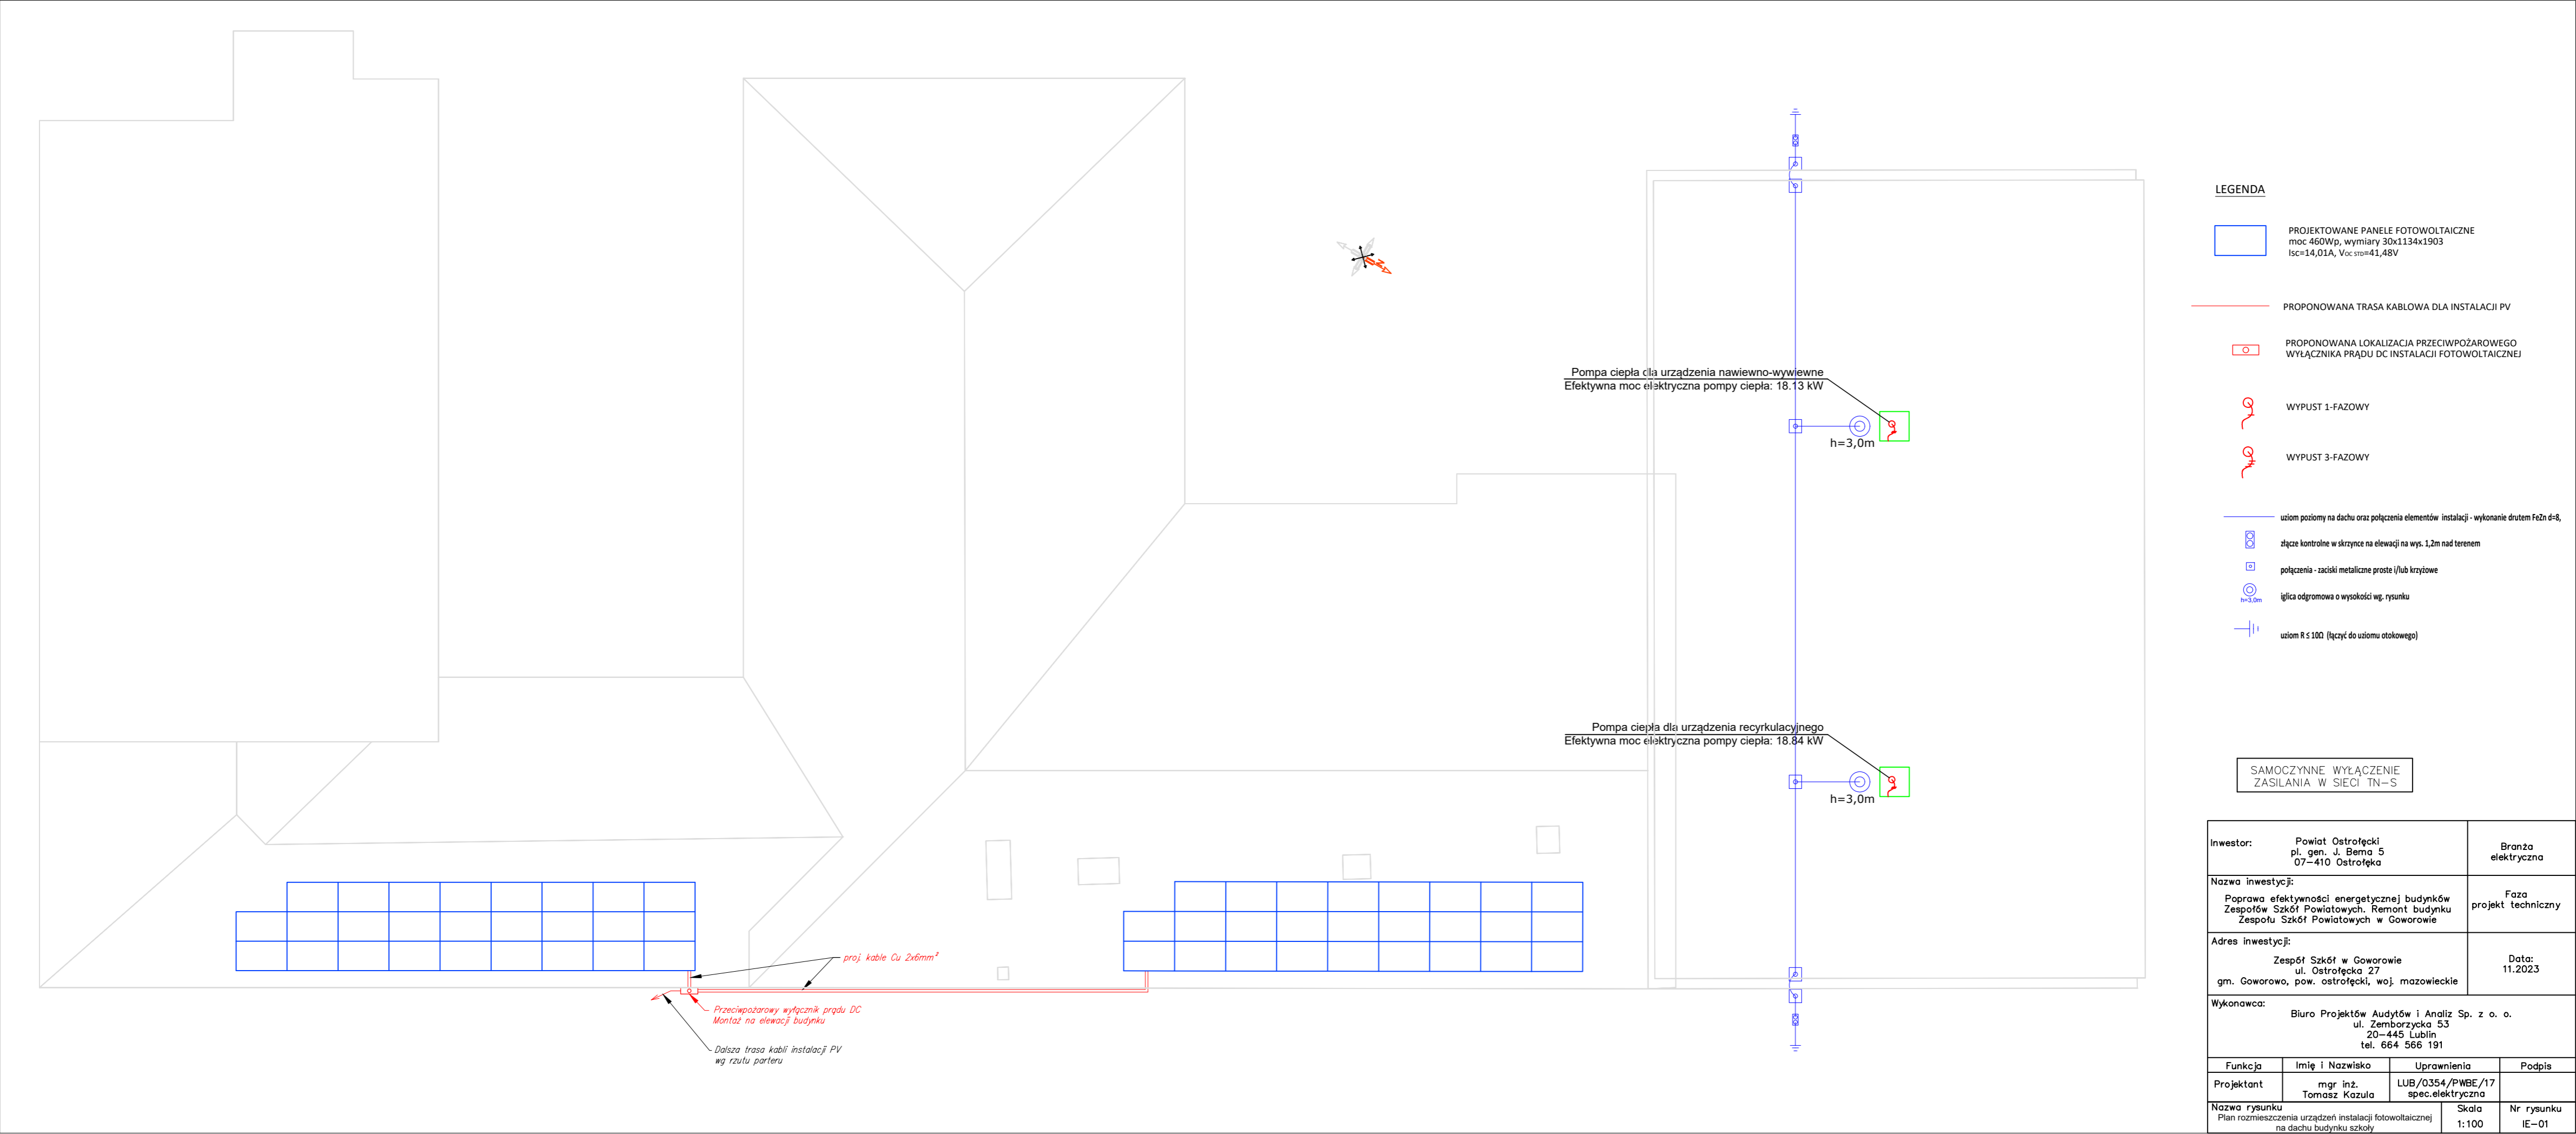 N
Pompa ciepła dla urządzenia nawiewno-wywiewne
Efektywna moc elektryczna pompy ciepła: 18.13 kW
h=3,0m
Pompa ciepła dla urządzenia recyrkulacyjnego
Efektywna moc elektryczna pompy ciepła: 18.84 kW
h=3,0m
proj. kable Cu 2x6mm²
Przeciwpożarowy wyłącznik prądu DC
Montaż na elewacji budynku
Dalsza trasa kabli instalacji PV
wg rzutu parteru
LEGENDA
PROJEKTOWANE PANELE FOTOWOLTAICZNE
moc 460Wp, wymiary 30x1134x1903
Isc=14,01A, VOC STD=41,48V
PROPONOWANA TRASA KABLOWA DLA INSTALACJI PV
PROPONOWANA LOKALIZACJA PRZECIWPOŻAROWEGO
WYŁĄCZNIKA PRĄDU DC INSTALACJI FOTOWOLTAICZNEJ
WYPUST 1-FAZOWY
WYPUST 3-FAZOWY
uziom poziomy na dachu oraz połączenia elementów instalacji - wykonanie drutem FeZn d=8,
złącze kontrolne w skrzynce na elewacji na wys. 1,2m nad terenem
połączenia - zaciski metaliczne proste i/lub krzyżowe
iglica odgromowa o wysokości wg. rysunku
h=3,0m
uziom R ≤ 10Ω (łączyć do uziomu otokowego)
SAMOCZYNNE WYŁĄCZENIE
ZASILANIA W SIECI TN-S
Inwestor:
Powiat Ostrołęcki
pl. gen. J. Bema 5
07-410 Ostrołęka
Branża
elektryczna
Nazwa inwestycji:
Poprawa efektywności energetycznej budynków
Zespołów Szkół Powiatowych. Remont budynku
Zespołu Szkół Powiatowych w Goworowie
Faza
projekt techniczny
Adres inwestycji:
Zespół Szkół w Goworowie
ul. Ostrołęcka 27
gm. Goworowo, pow. ostrołęcki, woj. mazowieckie
Data:
11.2023
Wykonawca:
Biuro Projektów Audytów i Analiz Sp. z o. o.
ul. Zemborzycka 53
20-445 Lublin
tel. 664 566 191
Funkcja Imię i Nazwisko Uprawnienia Podpis
Projektant
mgr inż.
Tomasz Kazula
LUB/0354/PWBE/17
spec.elektryczna
Nazwa rysunku
Plan rozmieszczenia urządzeń instalacji fotowoltaicznej
na dachu budynku szkoły
Skala
1:100
Nr rysunku
IE-01